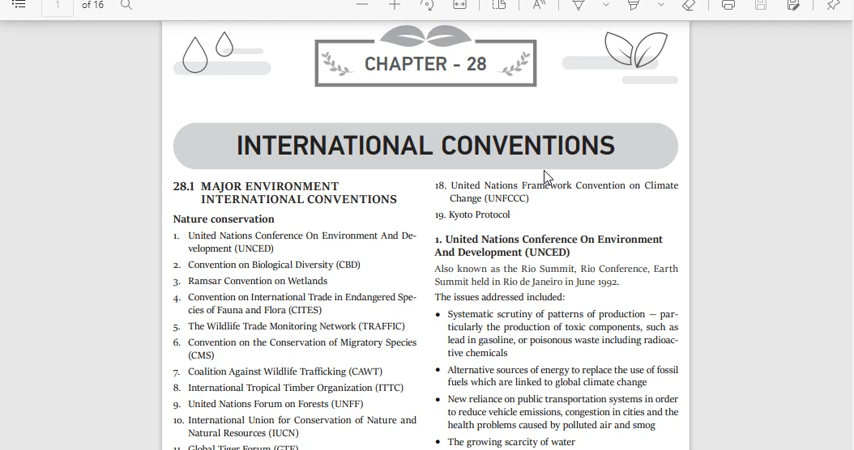 1
of 16
CHAPTER - 28
INTERNATIONAL CONVENTIONS
28.1 MAJOR ENVIRONMENT
INTERNATIONAL CONVENTIONS
Nature conservation
1. United Nations Conference On Environment And De-
velopment (UNCED)
2. Convention on Biological Diversity (CBD)
3. Ramsar Convention on Wetlands
4. Convention on International Trade in Endangered Spe-
cies of Fauna and Flora (CITES)
5. The Wildlife Trade Monitoring Network (TRAFFIC)
6. Convention on the Conservation of Migratory Species
(CMS)
7. Coalition Against Wildlife Trafficking (CAWT)
8. International Tropical Timber Organization (ITTC)
9. United Nations Forum on Forests (UNFF)
10. International Union for Conservation of Nature and
Natural Resources (IUCN)
11. Global Tiger Forum (GTF)
18. United Nations Framework Convention on Climate
Change (UNFCCC)
19. Kyoto Protocol
1. United Nations Conference On Environment
And Development (UNCED)
Also known as the Rio Summit, Rio Conference, Earth
Summit held in Rio de Janeiro in June 1992.
The issues addressed included:
• Systematic scrutiny of patterns of production — par-
ticularly the production of toxic components, such as
lead in gasoline, or poisonous waste including radioac-
tive chemicals
• Alternative sources of energy to replace the use of fossil
fuels which are linked to global climate change
• New reliance on public transportation systems in order
to reduce vehicle emissions, congestion in cities and the
health problems caused by polluted air and smog
• The growing scarcity of water